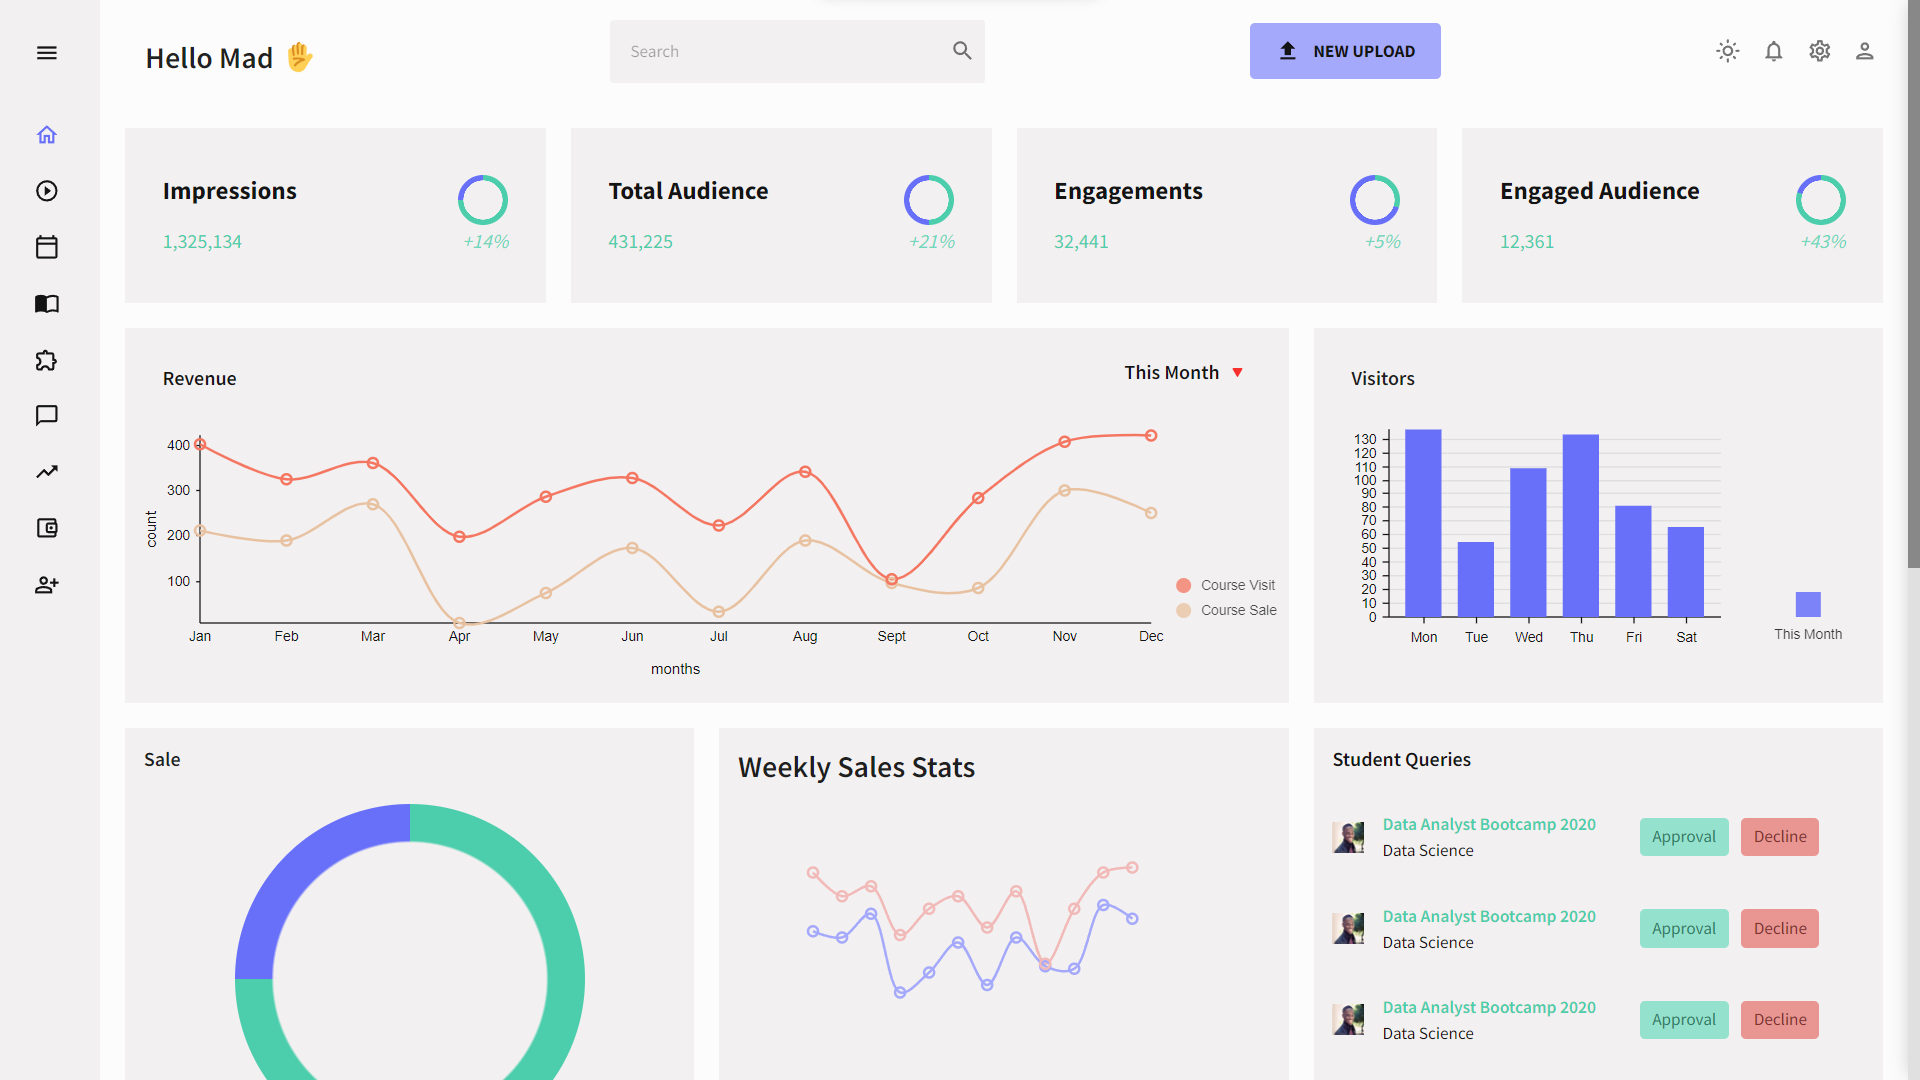 Hello Mad
Search
NEW UPLOAD
Impressions
1,325,134
+14%
Total Audience
431,225
+21%
Engagements
32,441
+5%
Engaged Audience
12,361
+43%
Revenue
This Month
400
300
200
100
count
Jan Feb Mar Apr May Jun Jul Aug Sept Oct Nov Dec
months
Course Visit
Course Sale
Visitors
130
120
110
100
90
80
70
60
50
40
30
20
10
0
Mon Tue Wed Thu Fri Sat
This Month
Sale
Weekly Sales Stats
Student Queries
Data Analyst Bootcamp 2020
Data Science
Approval Decline
Data Analyst Bootcamp 2020
Data Science
Approval Decline
Data Analyst Bootcamp 2020
Data Science
Approval Decline